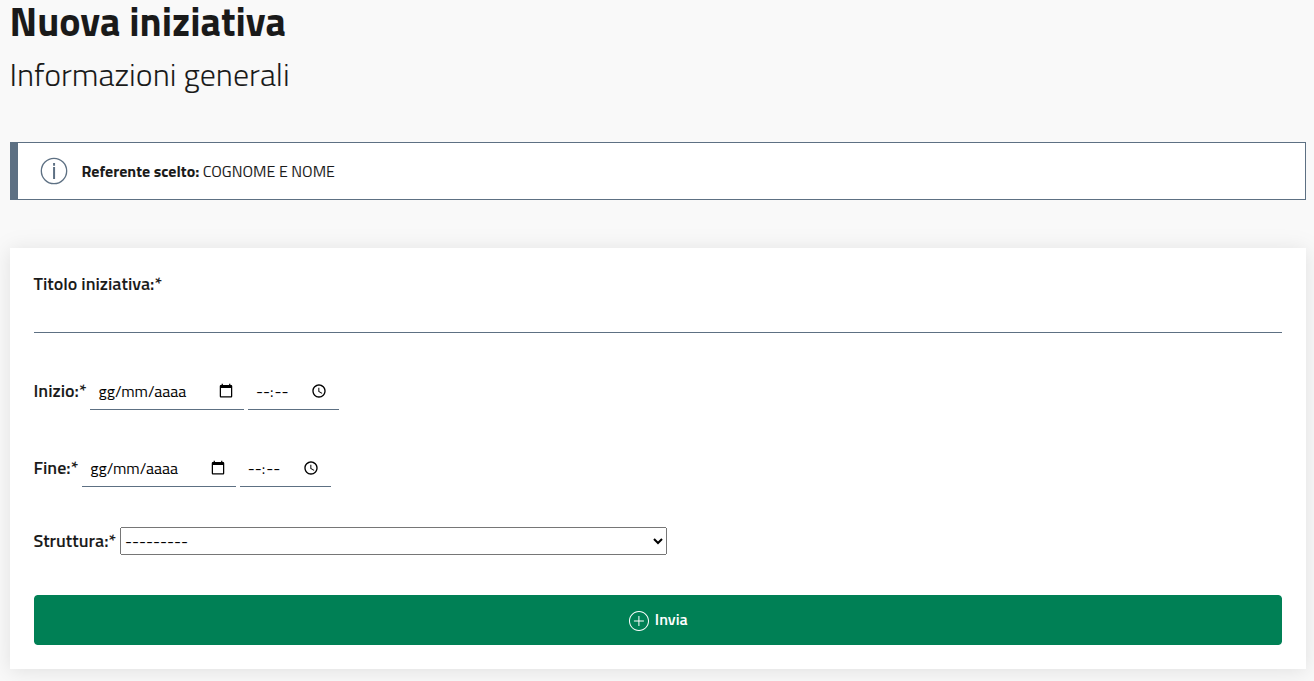 Nuova iniziativa
Informazioni generali
Referente scelto: COGNOME E NOME
Titolo iniziativa:*
Inizio:* gg/mm/aaaa --:--
Fine:* gg/mm/aaaa --:--
Struttura:* ---------
Invia